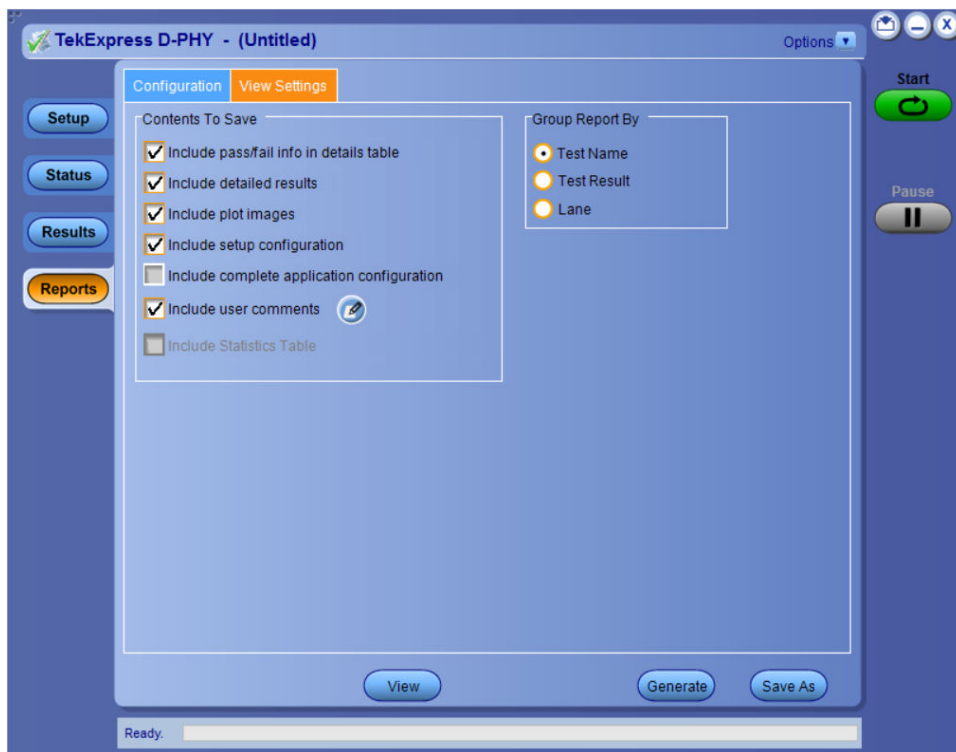 TekExpress D-PHY - (Untitled)
Options
X
Start
Pause
Setup
Status
Results
Reports
Configuration
View Settings
Contents To Save
Include pass/fail info in details table
Include detailed results
Include plot images
Include setup configuration
Include complete application configuration
Include user comments
Include Statistics Table
Group Report By
Test Name
Test Result
Lane
View
Generate
Save As
Ready.